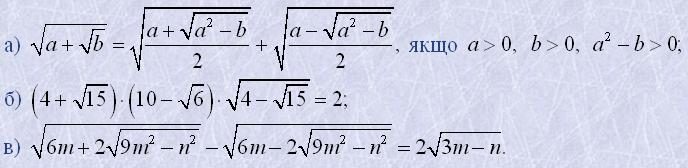 а) √(a + √b) = √((a + √(a² − b))/2) + √((a − √(a² − b))/2), якщо a > 0, b > 0, a² − b > 0;
б) (4 + √15)·(10 − √6)·√(4 − √15) = 2;
в) √(6m + 2√(9m² − n²)) − √(6m − 2√(9m² − n²)) = 2√(3m − n).